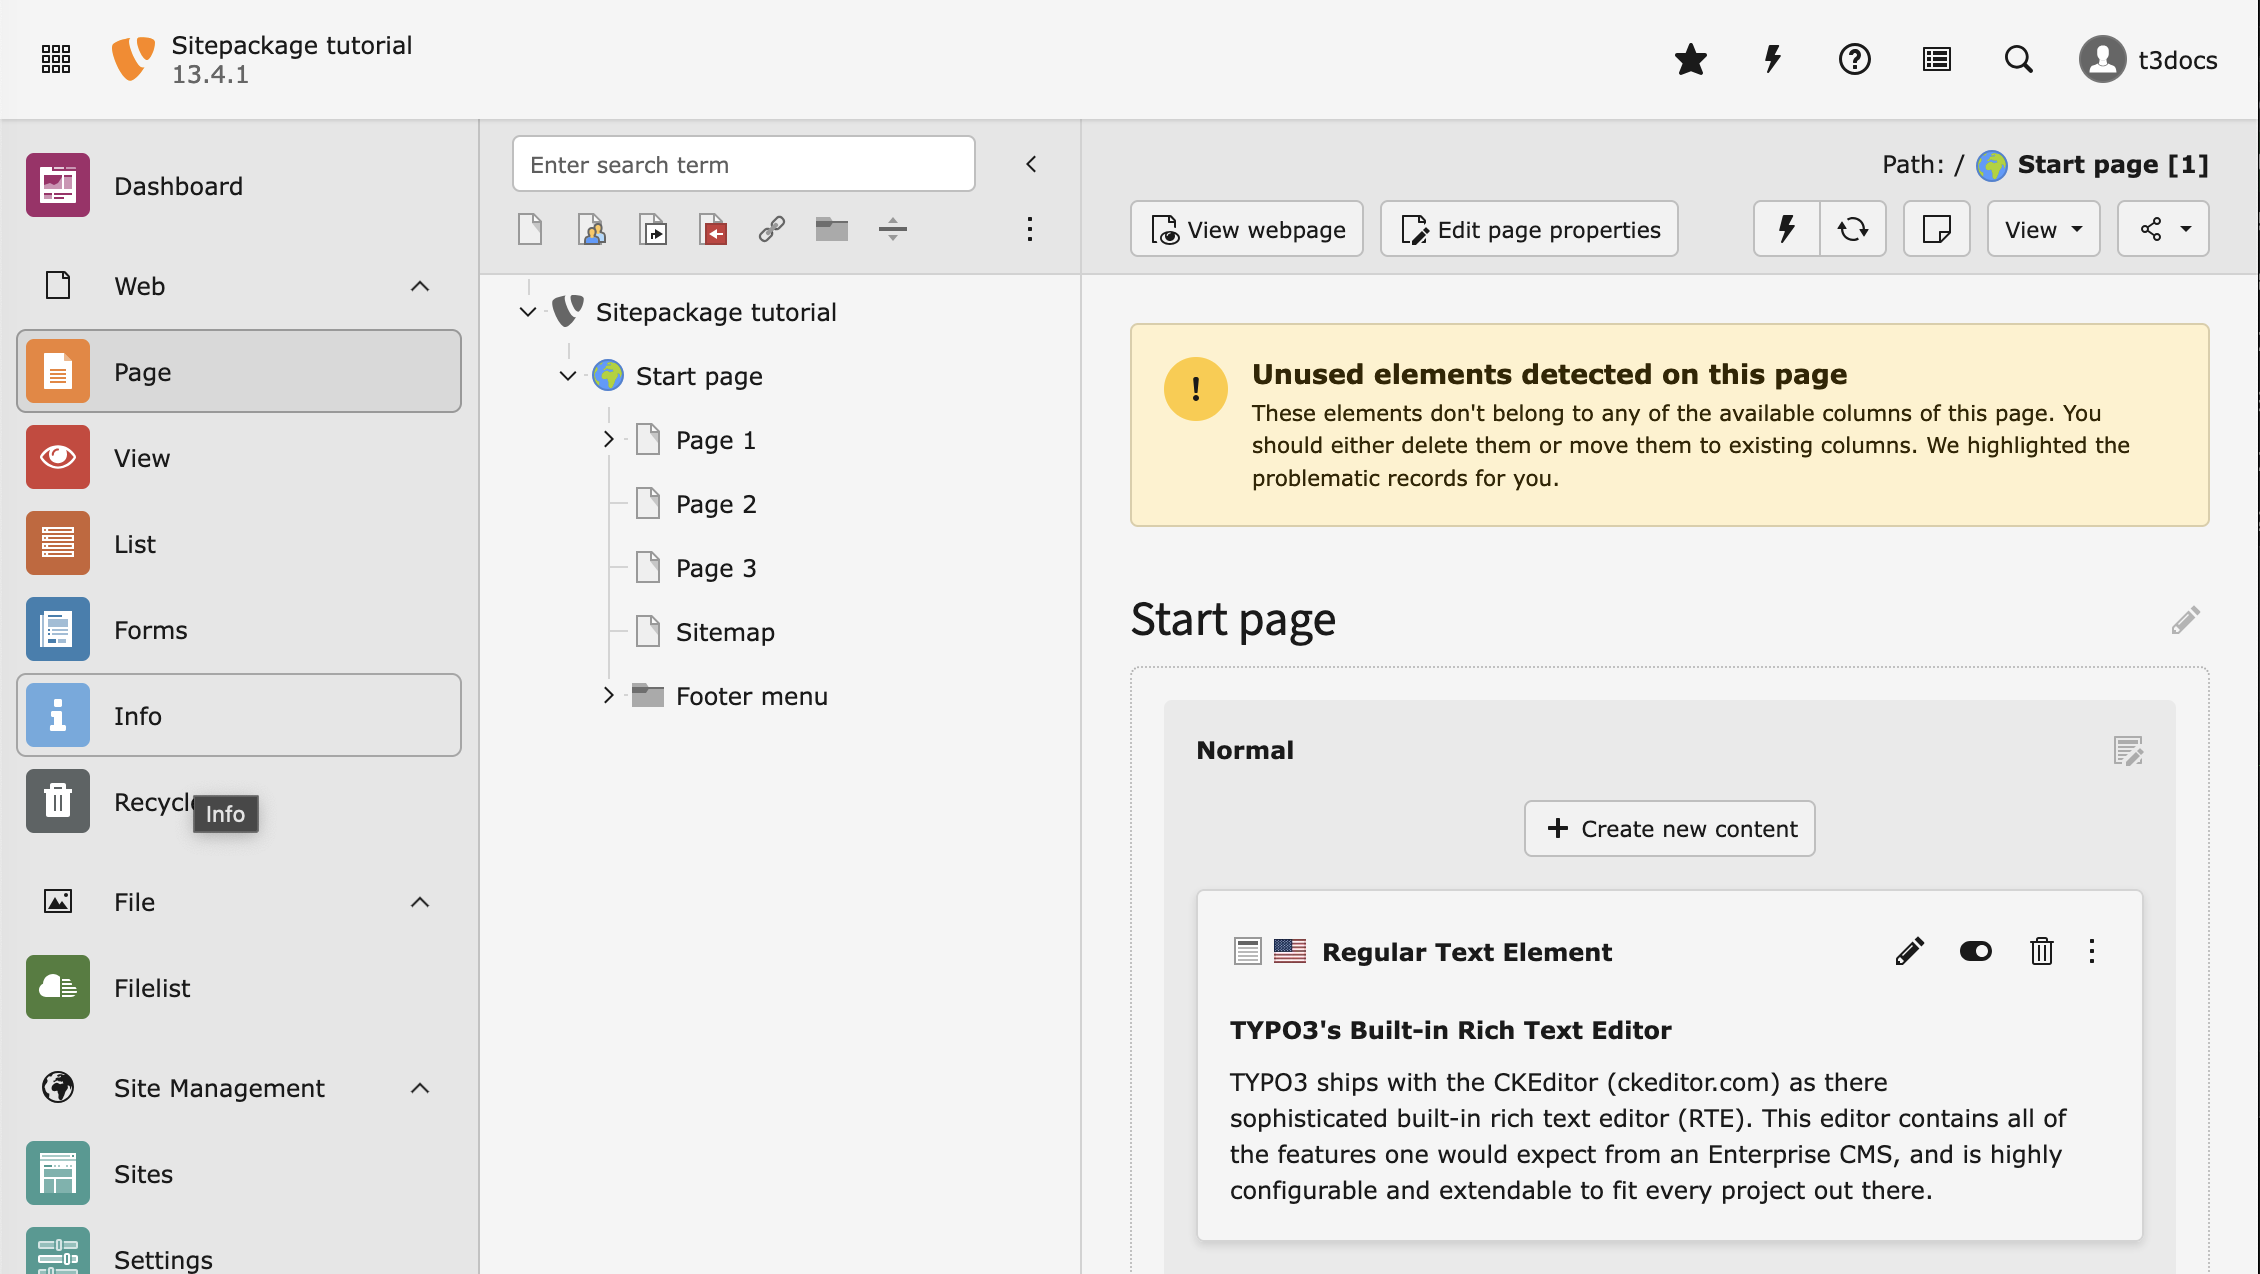 Sitepackage tutorial
13.4.1
t3docs
Dashboard
Web
Page
View
List
Forms
Info
Info
File
Filelist
Site Management
Sites
Settings
Enter search term
Sitepackage tutorial
Start page
Page 1
Page 2
Page 3
Sitemap
Footer menu
Path: / Start page [1]
View webpage
Edit page properties
View
!
Unused elements detected on this page
These elements don't belong to any of the available columns of this page. You
should either delete them or move them to existing columns. We highlighted the
problematic records for you.
Start page
Normal
Create new content
Regular Text Element
TYPO3's Built-in Rich Text Editor
TYPO3 ships with the CKEditor (ckeditor.com) as there
sophisticated built-in rich text editor (RTE). This editor contains all of
the features one would expect from an Enterprise CMS, and is highly
configurable and extendable to fit every project out there.